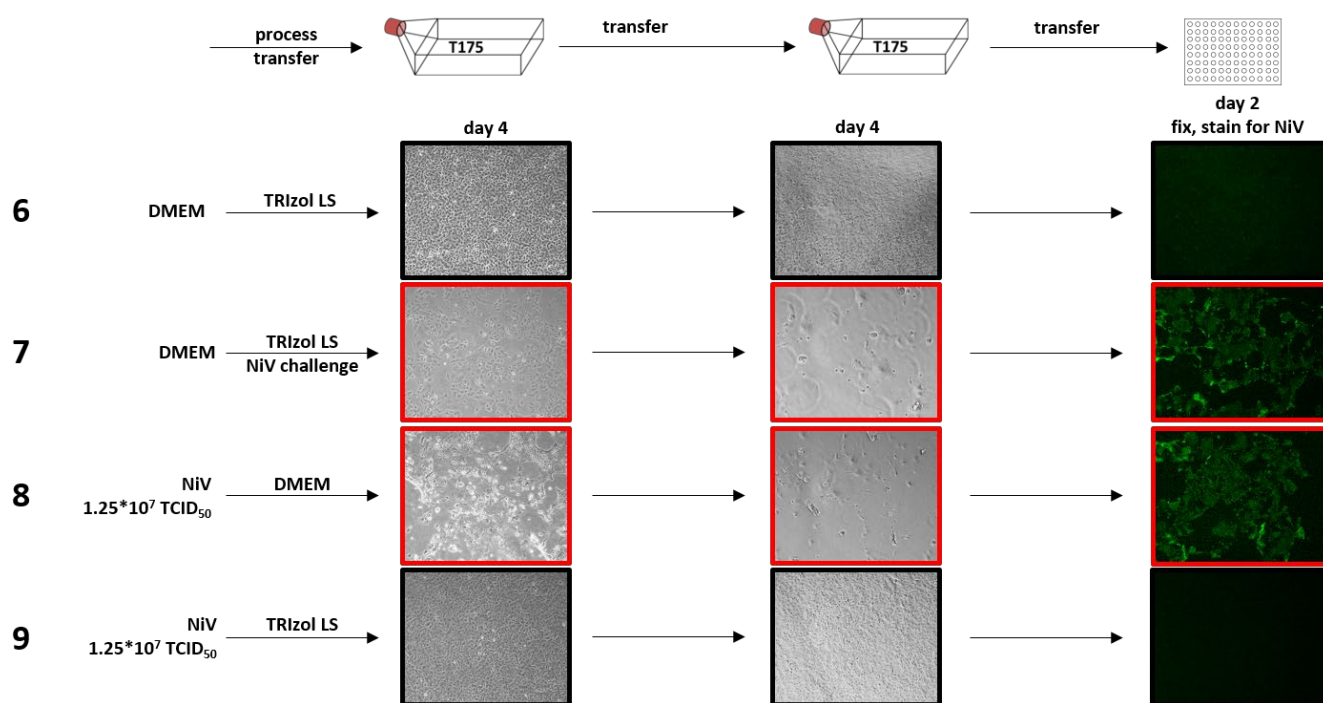 process
transfer
T175
transfer
T175
transfer
day 4
day 4
day 2
fix, stain for NiV
6
DMEM
TRIzol LS
7
DMEM
TRIzol LS
NiV challenge
8
NiV
1.25*10⁷ TCID₅₀
DMEM
9
NiV
1.25*10⁷ TCID₅₀
TRIzol LS